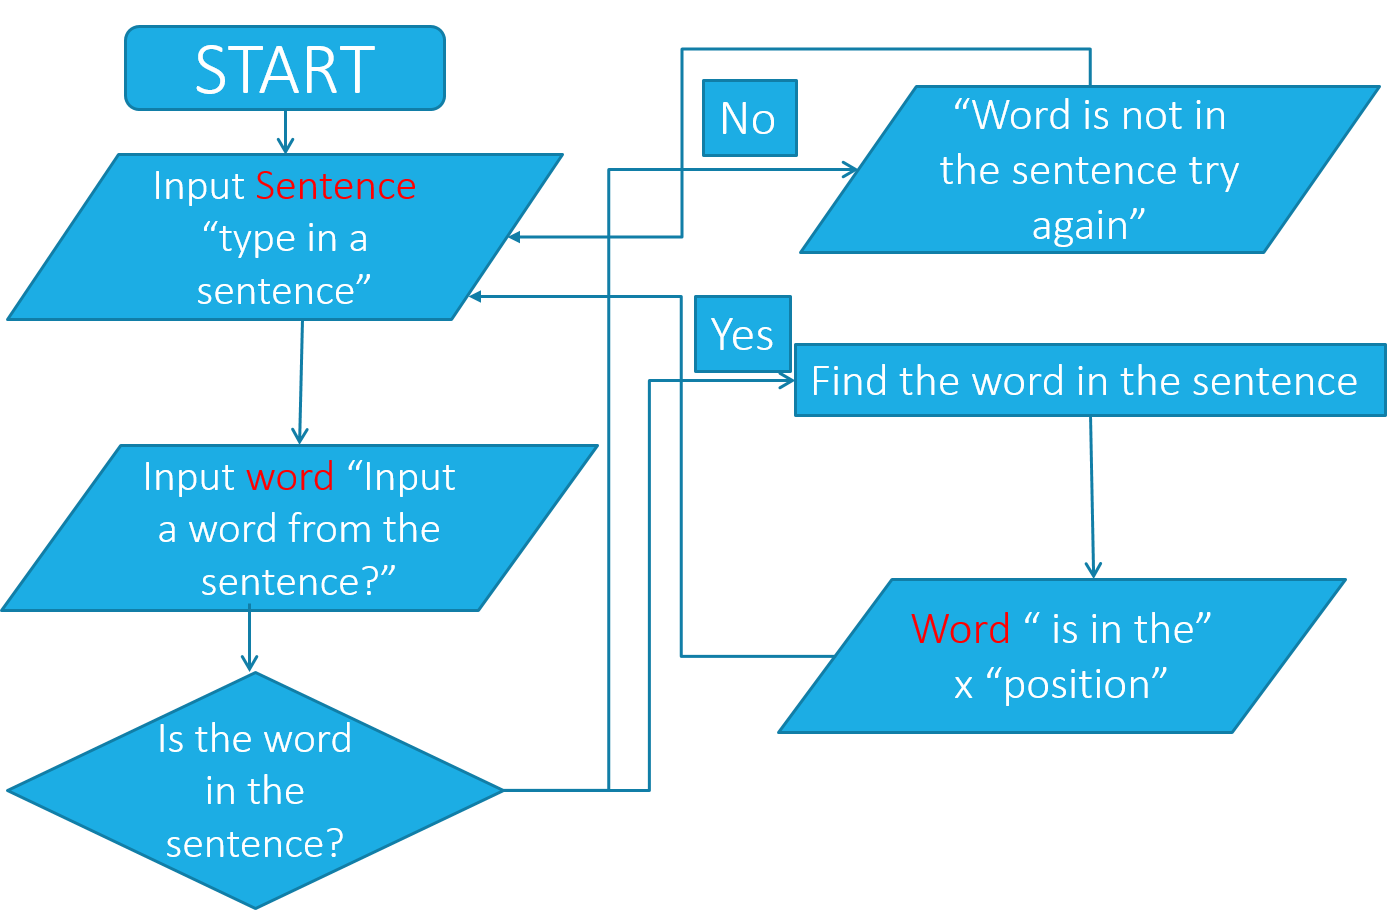 START
Input Sentence
“type in a
sentence”
Input word “Input
a word from the
sentence?”
Is the word
in the
sentence?
No
“Word is not in
the sentence try
again”
Yes
Find the word in the sentence
Word “ is in the”
x “position”